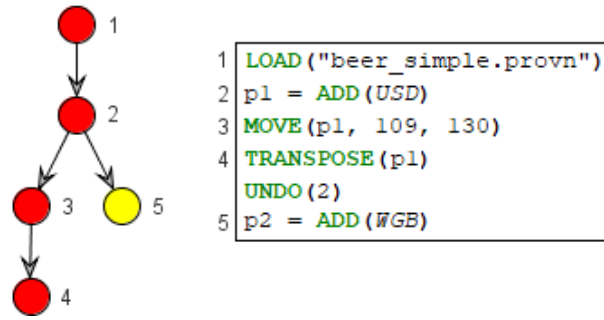 1
2
3
5
4
1 LOAD("beer_simple.provn")
2 p1 = ADD(USD)
3 MOVE(p1, 109, 130)
4 TRANSPOSE(p1)
UNDO(2)
5 p2 = ADD(WGB)